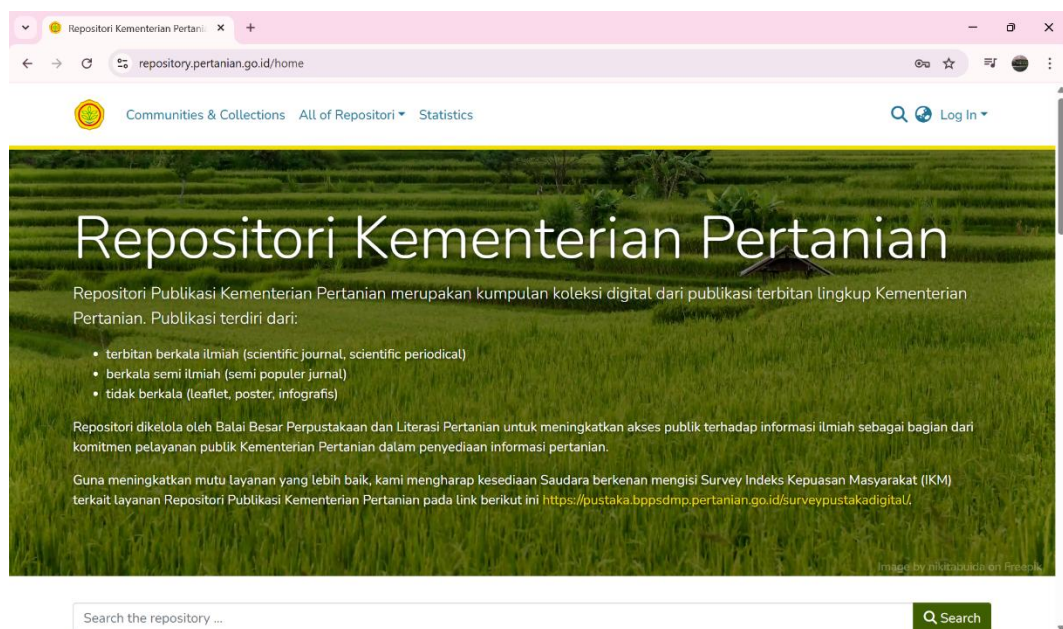 Repositori Kementerian Pertani
repository.pertanian.go.id/home
Communities & Collections All of Repositori Statistics Log In
Repositori Kementerian Pertanian
Repositori Publikasi Kementerian Pertanian merupakan kumpulan koleksi digital dari publikasi terbitan lingkup Kementerian
Pertanian. Publikasi terdiri dari:
• terbitan berkala ilmiah (scientific journal, scientific periodical)
• berkala semi ilmiah (semi populer jurnal)
• tidak berkala (leaflet, poster, infografis)
Repositori dikelola oleh Balai Besar Perpustakaan dan Literasi Pertanian untuk meningkatkan akses publik terhadap informasi ilmiah sebagai bagian dari
komitmen pelayanan publik Kementerian Pertanian dalam penyediaan informasi pertanian.
Guna meningkatkan mutu layanan yang lebih baik, kami mengharap kesediaan Saudara berkenan mengisi Survey Indeks Kepuasan Masyarakat (IKM)
terkait layanan Repositori Publikasi Kementerian Pertanian pada link berikut ini https://pustaka.bppsdmp.pertanian.go.id/surveypustakadigital/.
Image by nikitabuida on Freepik
Search the repository ... Search